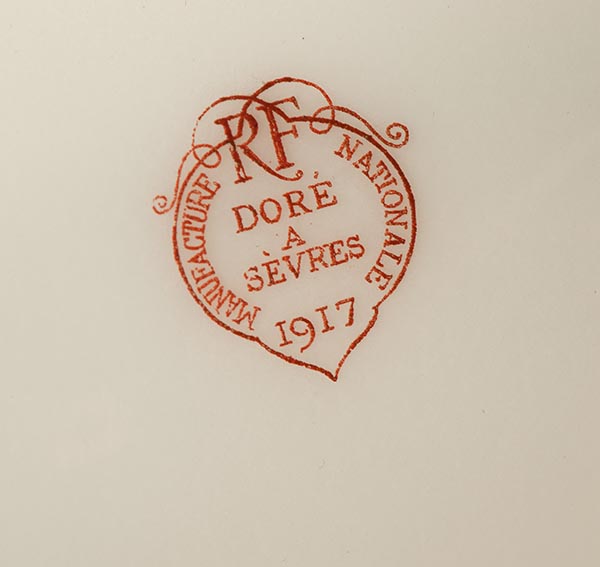 RF
MANUFACTURE NATIONALE
DORÉ
A
SÈVRES
1917